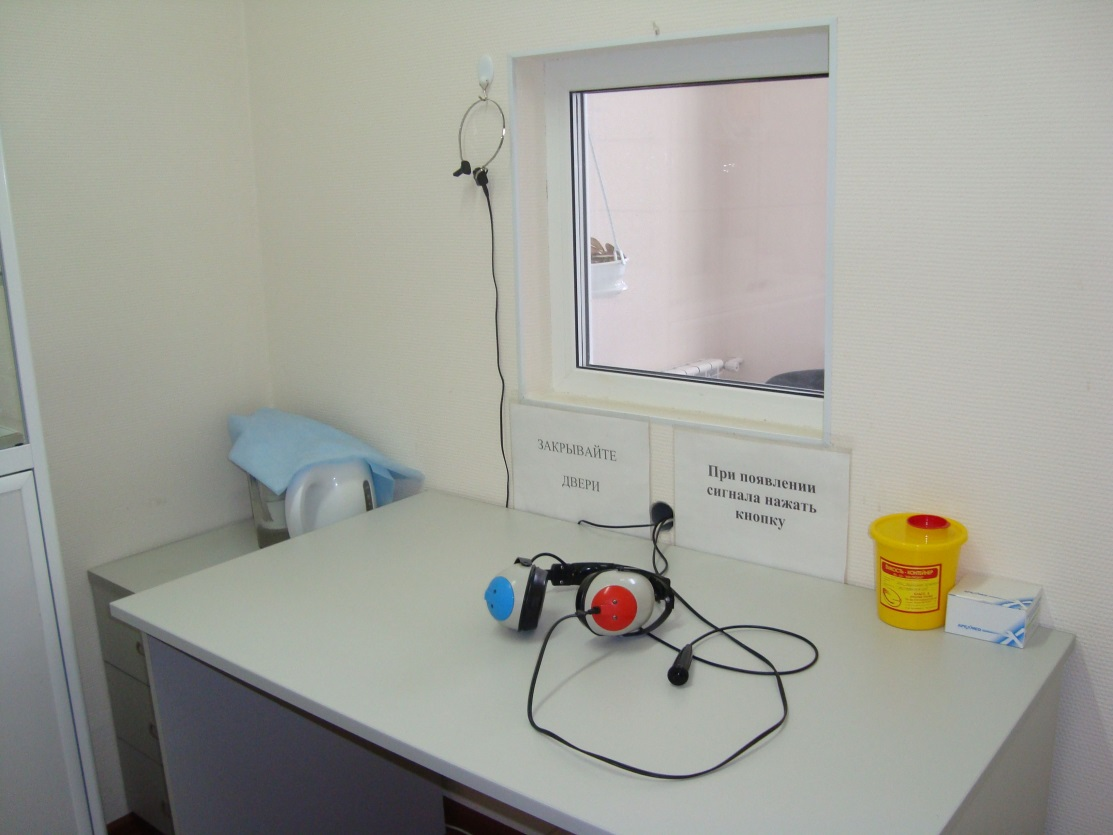 ЗАКРЫВАЙТЕ
ДВЕРИ
При появлении
сигнала нажать
кнопку